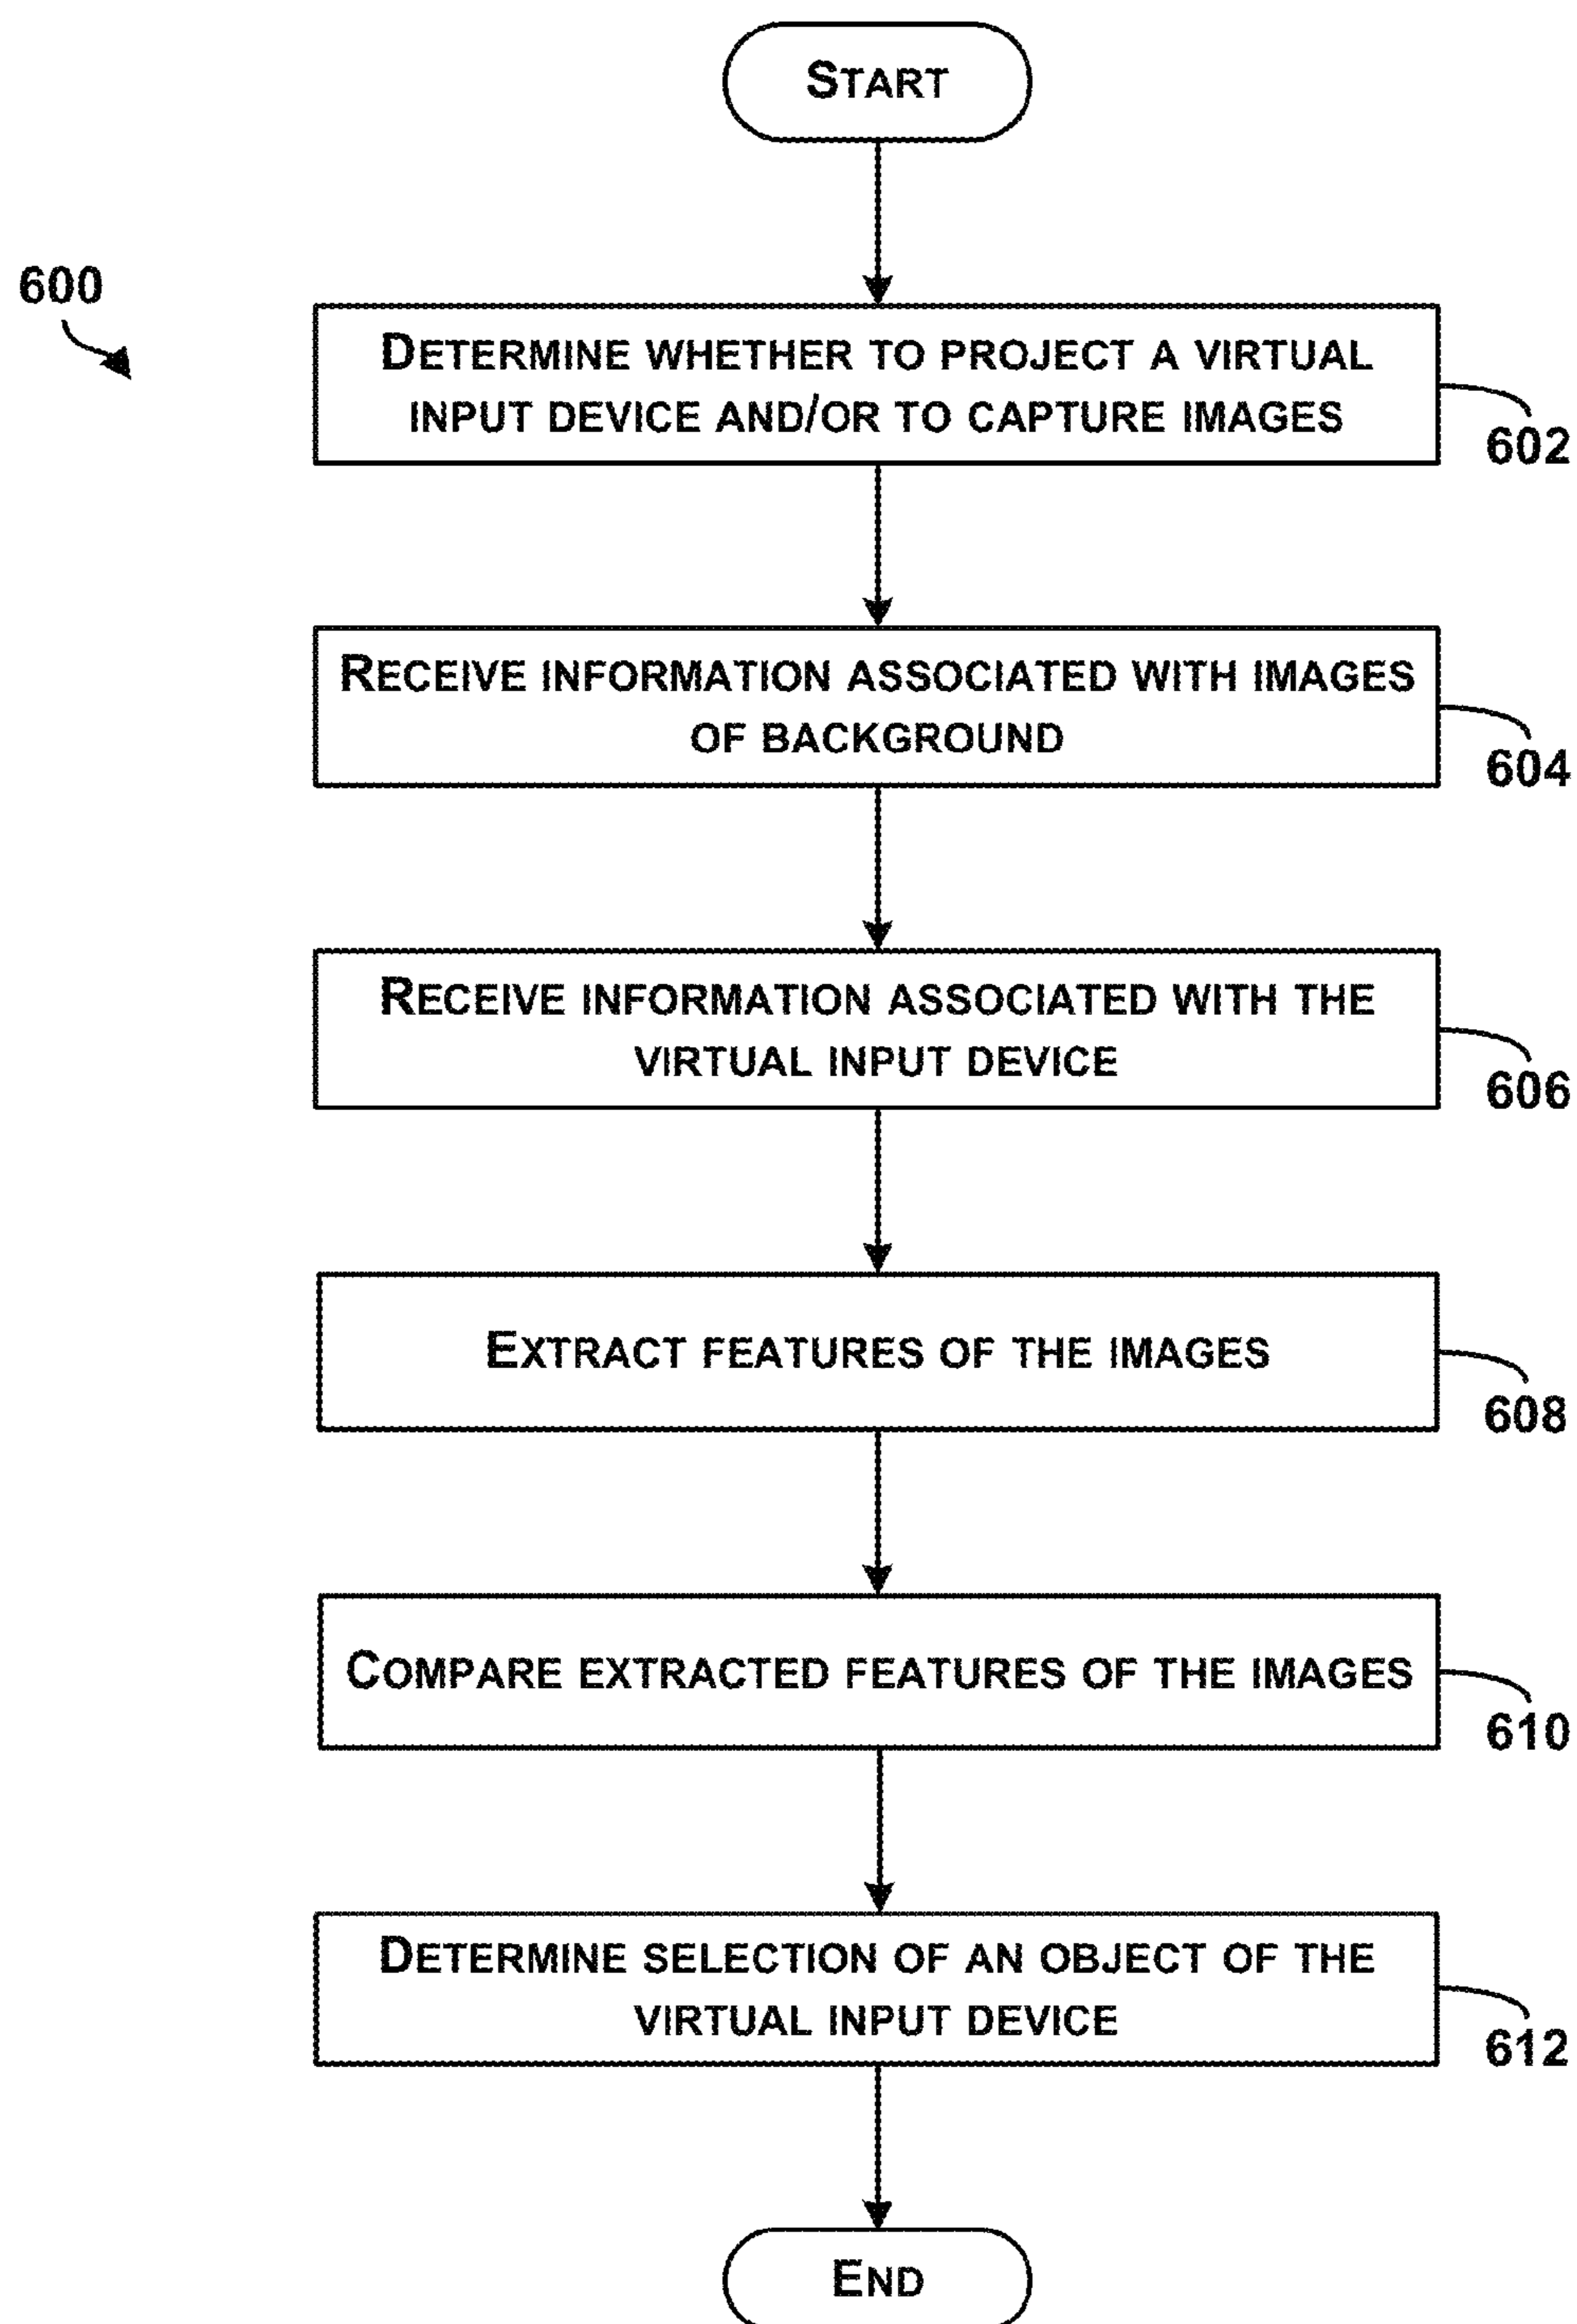 START
600
DETERMINE WHETHER TO PROJECT A VIRTUAL
INPUT DEVICE AND/OR TO CAPTURE IMAGES
602
RECEIVE INFORMATION ASSOCIATED WITH IMAGES
OF BACKGROUND
604
RECEIVE INFORMATION ASSOCIATED WITH THE
VIRTUAL INPUT DEVICE
606
EXTRACT FEATURES OF THE IMAGES
608
COMPARE EXTRACTED FEATURES OF THE IMAGES
610
DETERMINE SELECTION OF AN OBJECT OF THE
VIRTUAL INPUT DEVICE
612
END